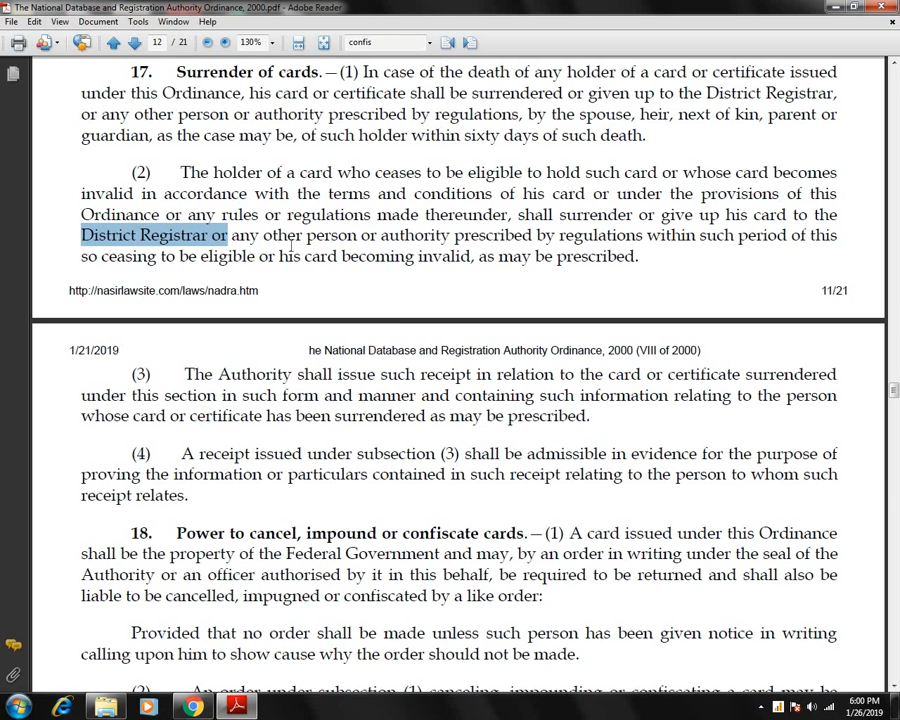 The National Database and Registration Authority Ordinance, 2000.pdf - Adobe Reader
File Edit View Document Tools Window Help
12 / 21 130% confis
17. Surrender of cards.—(1) In case of the death of any holder of a card or certificate issued
under this Ordinance, his card or certificate shall be surrendered or given up to the District Registrar,
or any other person or authority prescribed by regulations, by the spouse, heir, next of kin, parent or
guardian, as the case may be, of such holder within sixty days of such death.
(2) The holder of a card who ceases to be eligible to hold such card or whose card becomes
invalid in accordance with the terms and conditions of his card or under the provisions of this
Ordinance or any rules or regulations made thereunder, shall surrender or give up his card to the
District Registrar or any other person or authority prescribed by regulations within such period of this
so ceasing to be eligible or his card becoming invalid, as may be prescribed.
http://nasirlawsite.com/laws/nadra.htm 11/21
1/21/2019 he National Database and Registration Authority Ordinance, 2000 (VIII of 2000)
(3) The Authority shall issue such receipt in relation to the card or certificate surrendered
under this section in such form and manner and containing such information relating to the person
whose card or certificate has been surrendered as may be prescribed.
(4) A receipt issued under subsection (3) shall be admissible in evidence for the purpose of
proving the information or particulars contained in such receipt relating to the person to whom such
receipt relates.
18. Power to cancel, impound or confiscate cards.—(1) A card issued under this Ordinance
shall be the property of the Federal Government and may, by an order in writing under the seal of the
Authority or an officer authorised by it in this behalf, be required to be returned and shall also be
liable to be cancelled, impugned or confiscated by a like order:
Provided that no order shall be made unless such person has been given notice in writing
calling upon him to show cause why the order should not be made.
(2) An order under subsection (1) canceling, impounding or confiscating a card may be
6:00 PM
1/26/2019